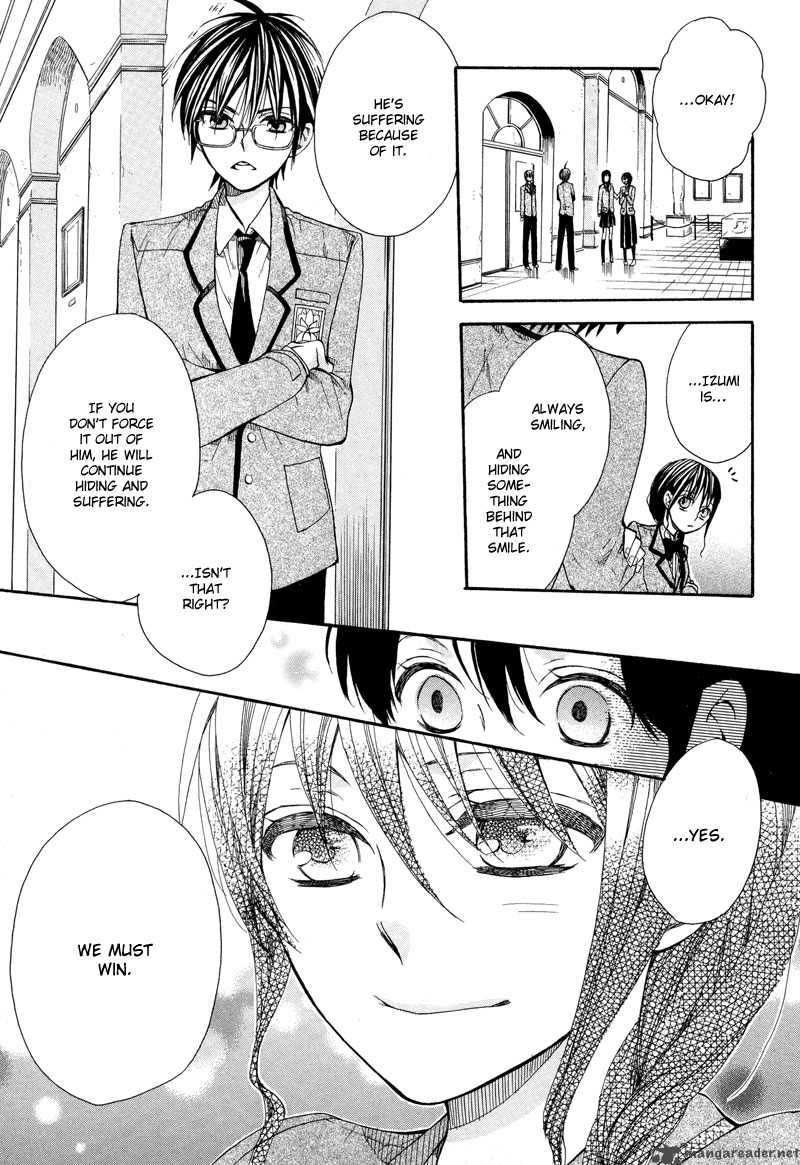 ...OKAY!
...IZUMI
IS...
ALWAYS
SMILING,
AND
HIDING
SOME-
THING
BEHIND
THAT
SMILE.
HE'S
SUFFERING
BECAUSE
OF IT.
IF YOU
DON'T FORCE
IT OUT OF
HIM, HE WILL
CONTINUE
HIDING AND
SUFFERING.
...ISN'T
THAT
RIGHT?
...YES.
WE MUST
WIN.
mangareader.net